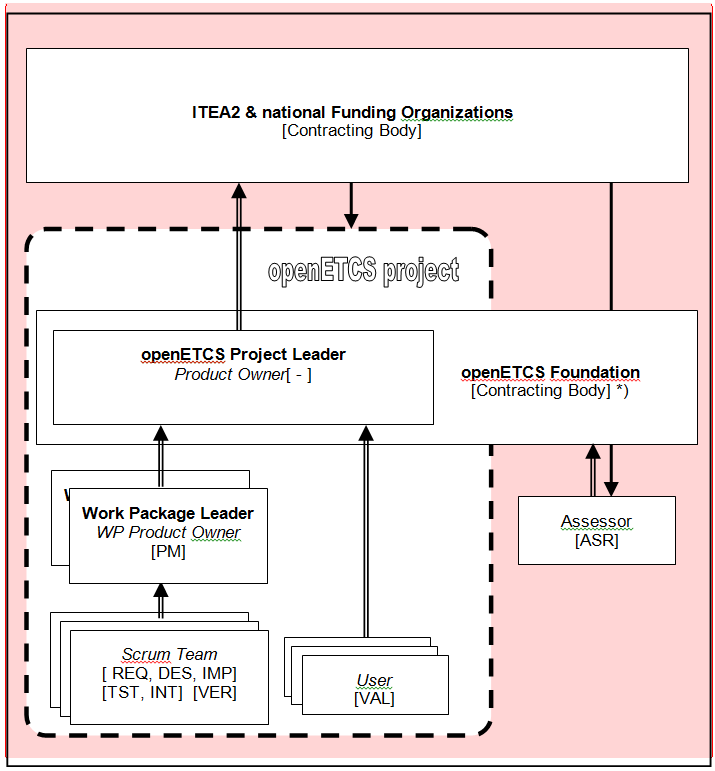 ITEA2 & national Funding Organizations
[Contracting Body]
openETCS project
openETCS Project Leader
Product Owner[ - ]
openETCS Foundation
[Contracting Body] *)
Work Package Leader
WP Product Owner
[PM]
Assessor
[ASR]
Scrum Team
[ REQ, DES, IMP]
[TST, INT] [VER]
User
[VAL]